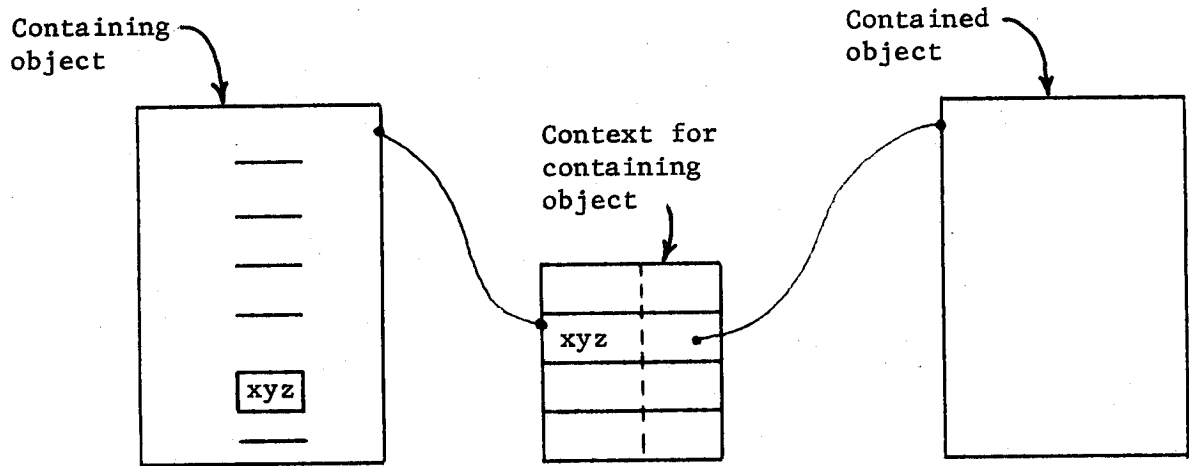 Containing
object
Contained
object
Context for
containing
object
xyz
xyz